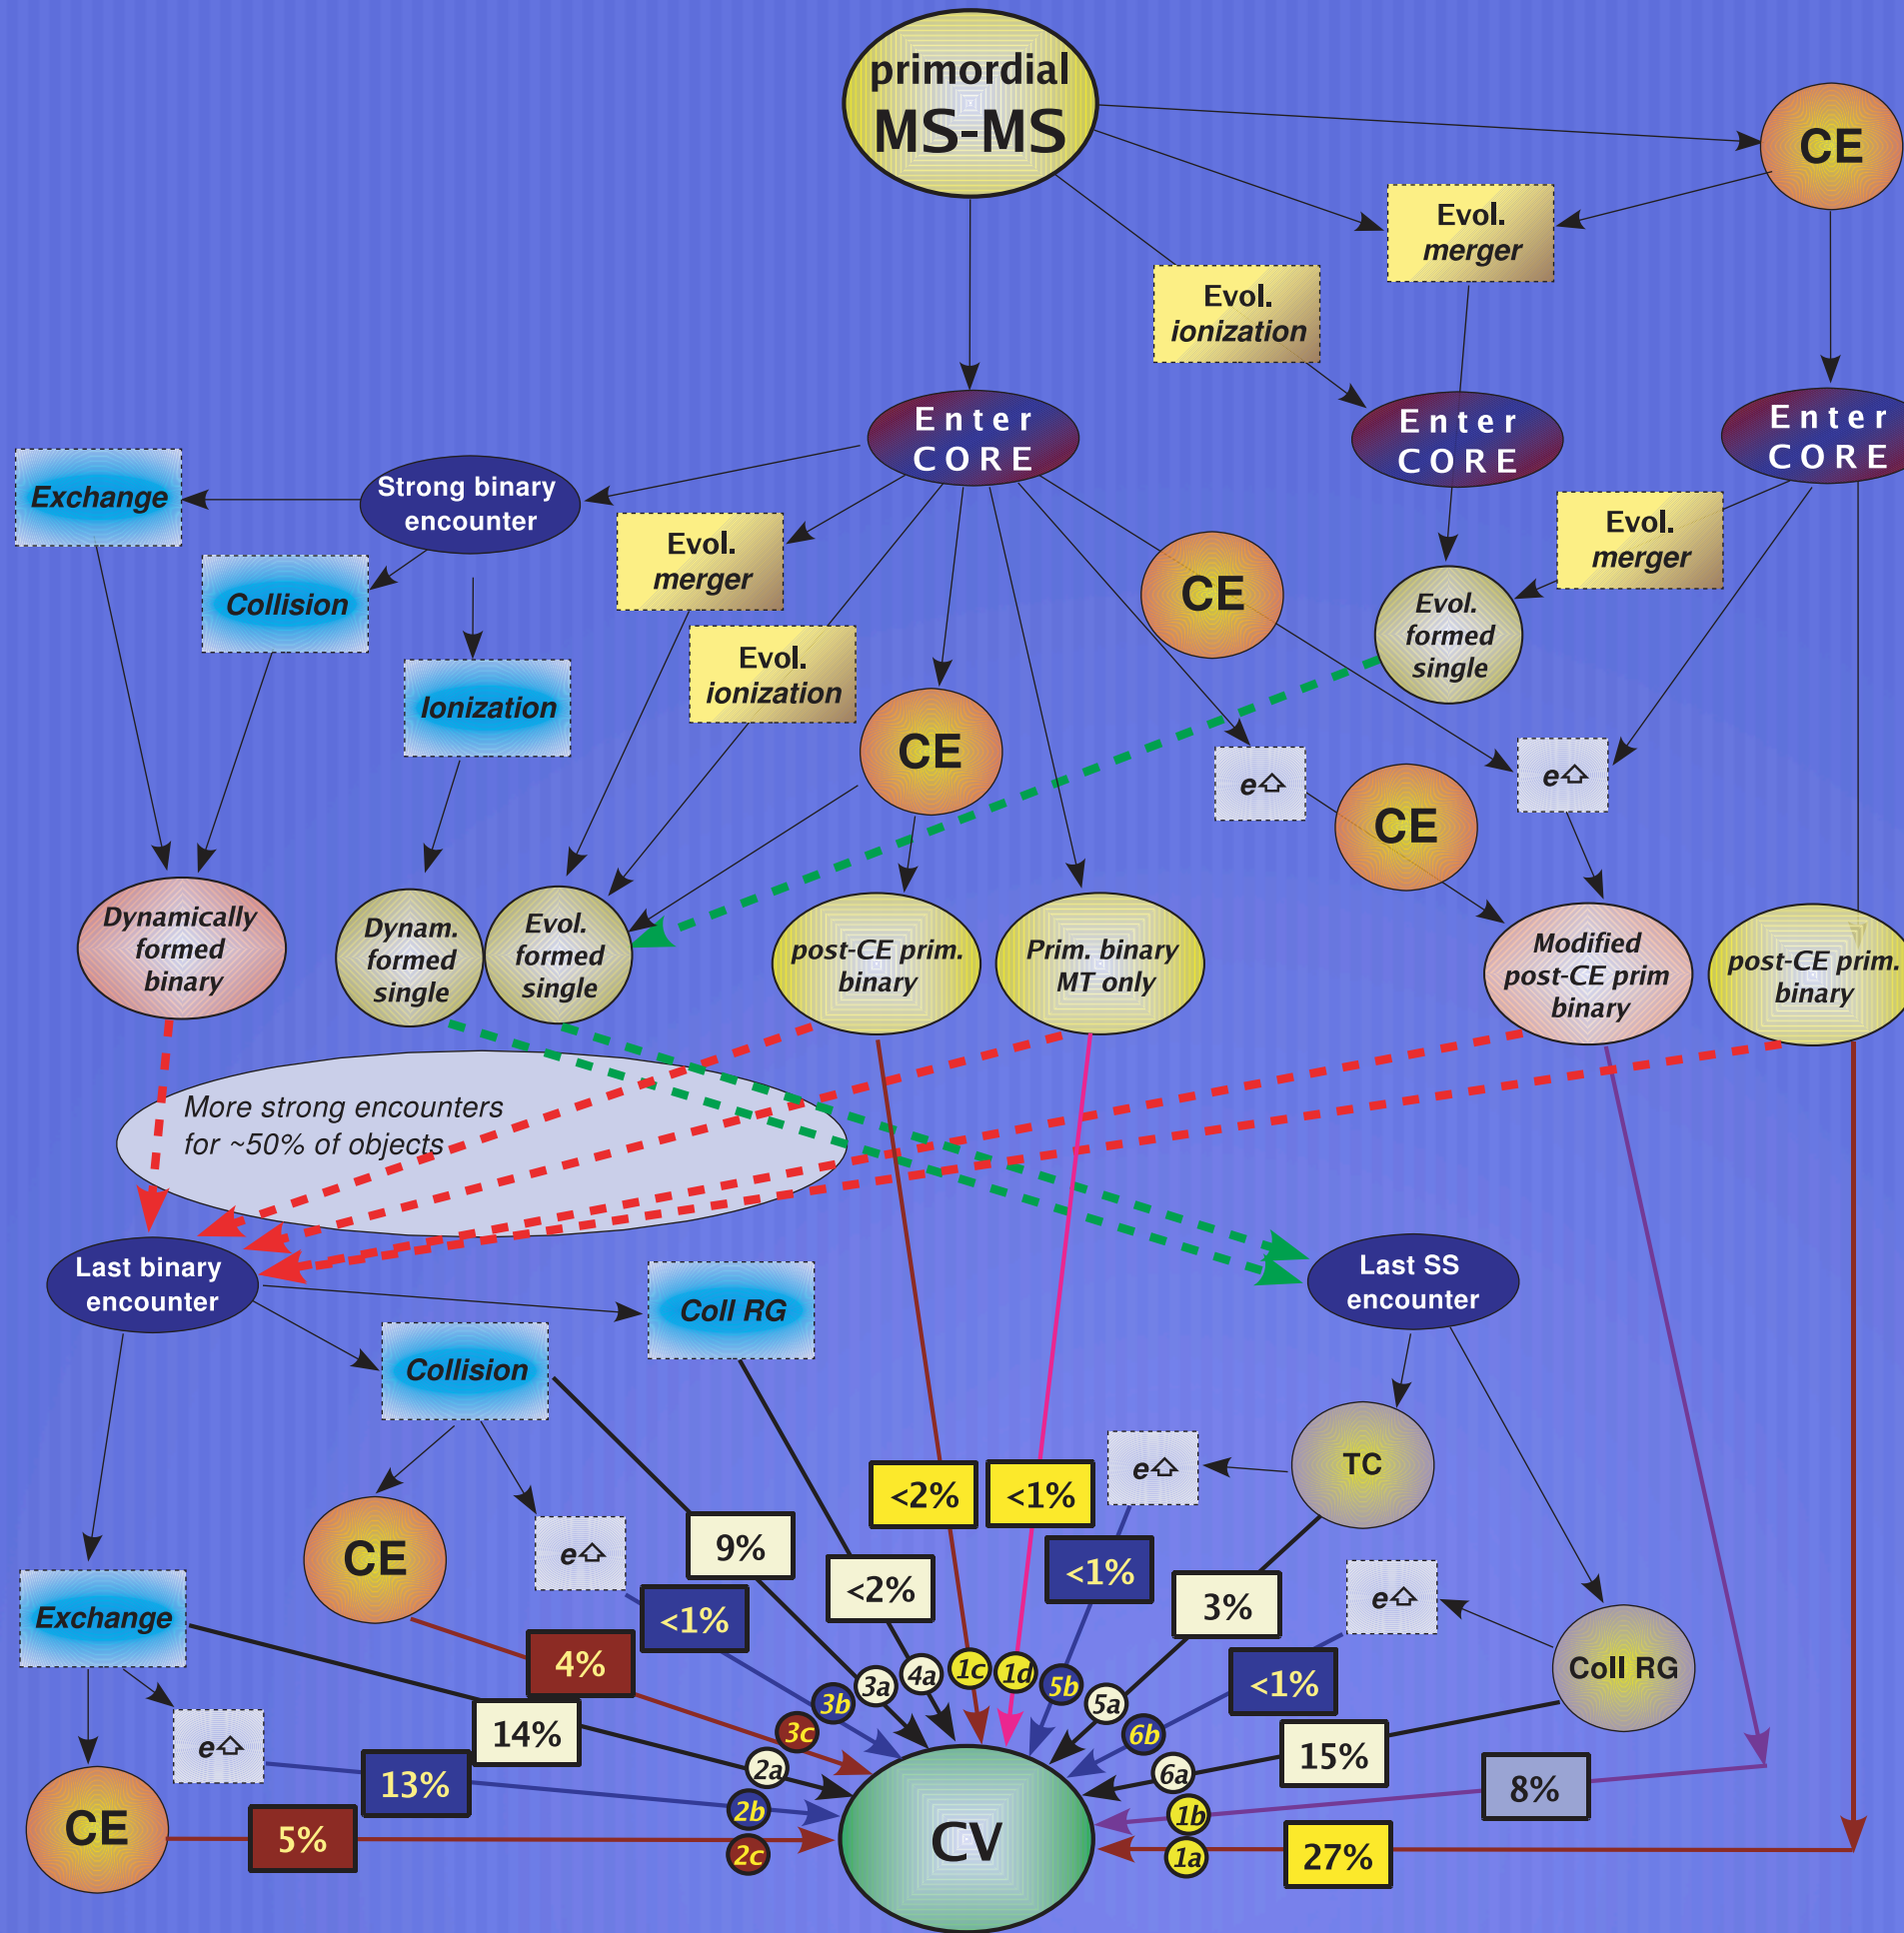 primordial
MS-MS
CE
Evol.
merger
Evol.
ionization
Enter
CORE
Enter
CORE
Enter
CORE
Exchange
Strong binary
encounter
Evol.
merger
Evol.
merger
Collision
CE
Evol.
formed
single
Ionization
Evol.
ionization
CE
e
e
CE
Dynamically
formed
binary
Dynam.
formed
single
Evol.
formed
single
post-CE prim.
binary
Prim. binary
MT only
Modified
post-CE prim
binary
post-CE prim.
binary
More strong encounters
for ~50% of objects
Last binary
encounter
Last SS
encounter
Coll RG
Collision
TC
e
<2%
<1%
CE
e
9%
<2%
<1%
3%
e
Exchange
<1%
4%
Coll RG
<1%
3b
3a
4a
1c
1d
5b
5a
6b
3c
14%
e
2a
6a
15%
13%
2b
1b
8%
CE
5%
2c
CV
1a
27%